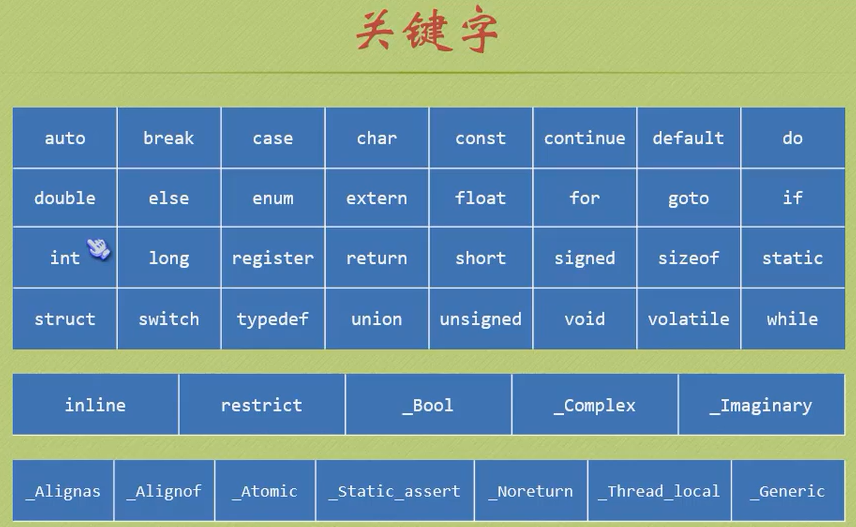 关键字
auto break case char const continue default do
double else enum extern float for goto if
int long register return short signed sizeof static
struct switch typedef union unsigned void volatile while
inline restrict _Bool _Complex _Imaginary
_Alignas _Alignof _Atomic _Static_assert _Noreturn _Thread_local _Generic